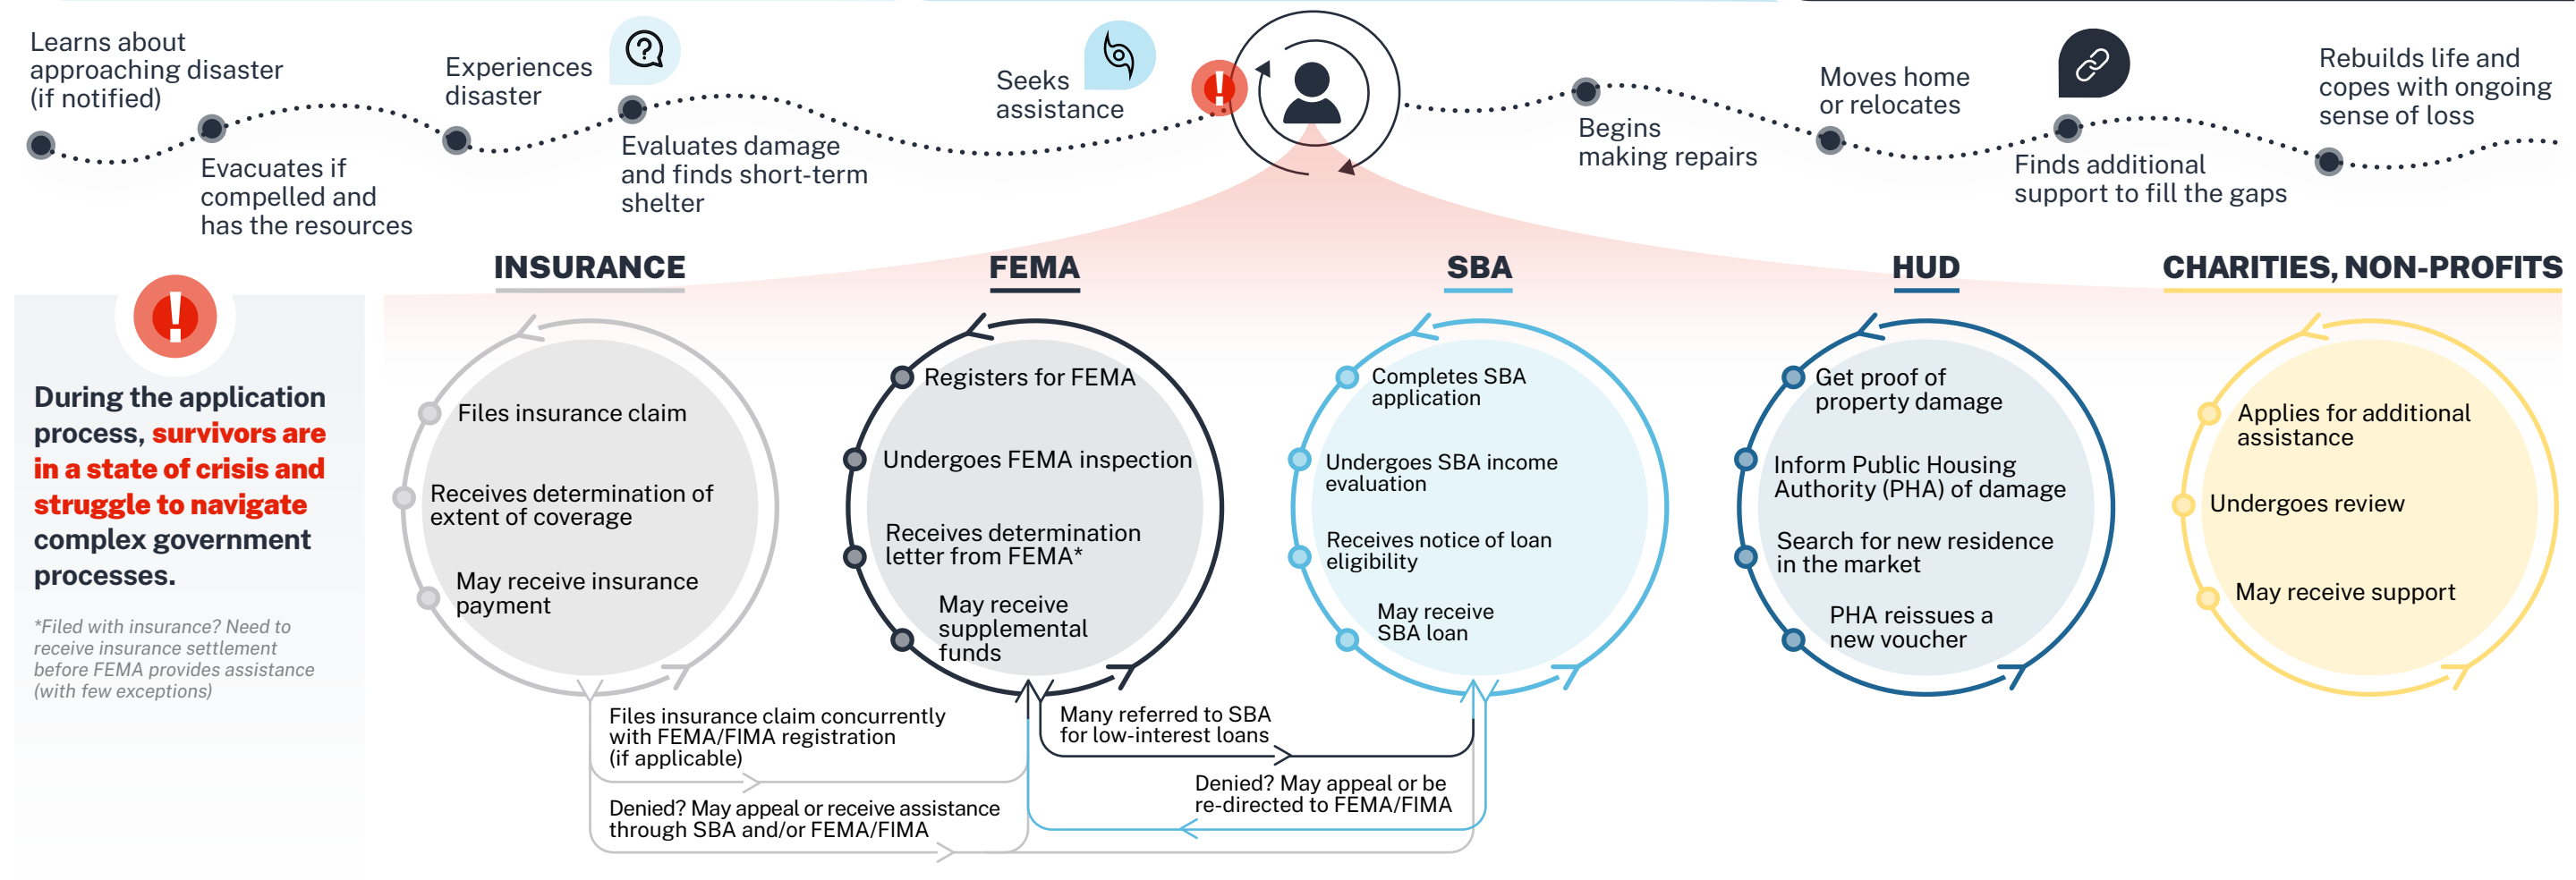 Learns about
approaching disaster
(if notified)
Evacuates if
compelled and
has the resources
Experiences
disaster
Evaluates damage
and finds short-term
shelter
Seeks
assistance
Begins
making repairs
Moves home
or relocates
Finds additional
support to fill the gaps
Rebuilds life and
copes with ongoing
sense of loss
During the application
process, survivors are
in a state of crisis and
struggle to navigate
complex government
processes.
*Filed with insurance? Need to
receive insurance settlement
before FEMA provides assistance
(with few exceptions)
INSURANCE
Files insurance claim
Receives determination of
extent of coverage
May receive insurance
payment
FEMA
Registers for FEMA
Undergoes FEMA inspection
Receives determination
letter from FEMA*
May receive
supplemental
funds
SBA
Completes SBA
application
Undergoes SBA income
evaluation
Receives notice of loan
eligibility
May receive
SBA loan
HUD
Get proof of
property damage
Inform Public Housing
Authority (PHA) of damage
Search for new residence
in the market
PHA reissues a
new voucher
CHARITIES, NON-PROFITS
Applies for additional
assistance
Undergoes review
May receive support
Files insurance claim concurrently
with FEMA/FIMA registration
(if applicable)
Denied? May appeal or receive assistance
through SBA and/or FEMA/FIMA
Many referred to SBA
for low-interest loans
Denied? May appeal or be
re-directed to FEMA/FIMA